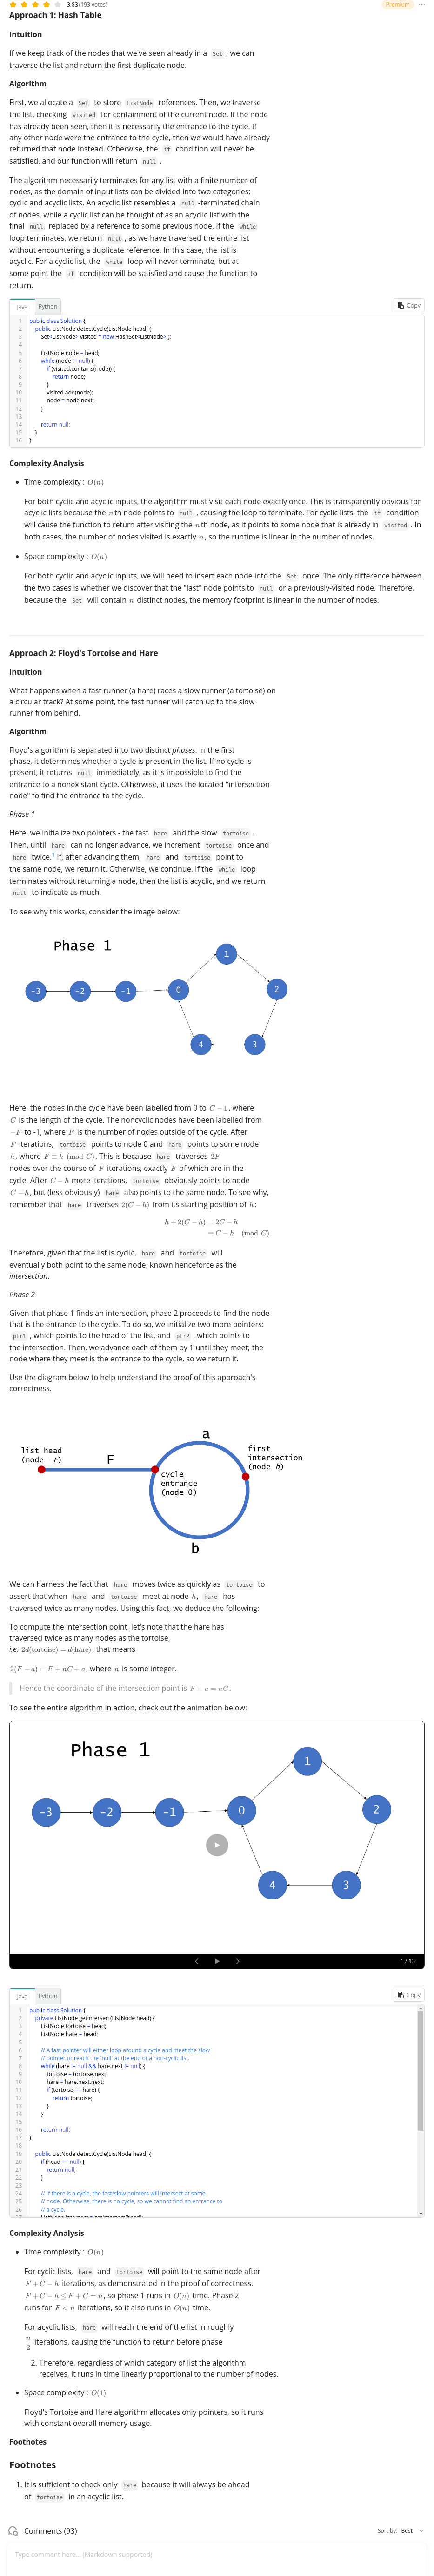 3.83 (193 votes)
Premium
Approach 1: Hash Table
Intuition
If we keep track of the nodes that we've seen already in a Set , we can
traverse the list and return the first duplicate node.
Algorithm
First, we allocate a Set to store ListNode references. Then, we traverse
the list, checking visited for containment of the current node. If the node
has already been seen, then it is necessarily the entrance to the cycle. If
any other node were the entrance to the cycle, then we would have already
returned that node instead. Otherwise, the if condition will never be
satisfied, and our function will return null .
The algorithm necessarily terminates for any list with a finite number of
nodes, as the domain of input lists can be divided into two categories:
cyclic and acyclic lists. An acyclic list resembles a null -terminated chain
of nodes, while a cyclic list can be thought of as an acyclic list with the
final null replaced by a reference to some previous node. If the while
loop terminates, we return null , as we have traversed the entire list
without encountering a duplicate reference. In this case, the list is
acyclic. For a cyclic list, the while loop will never terminate, but at
some point the if condition will be satisfied and cause the function to
return.
Java Python Copy
1 public class Solution {
2 public ListNode detectCycle(ListNode head) {
3 Set<ListNode> visited = new HashSet<ListNode>();
4
5 ListNode node = head;
6 while (node != null) {
7 if (visited.contains(node)) {
8 return node;
9 }
10 visited.add(node);
11 node = node.next;
12 }
13
14 return null;
15 }
16 }
Complexity Analysis
• Time complexity : O(n)
For both cyclic and acyclic inputs, the algorithm must visit each node exactly once. This is transparently obvious for
acyclic lists because the nth node points to null , causing the loop to terminate. For cyclic lists, the if condition
will cause the function to return after visiting the nth node, as it points to some node that is already in visited . In
both cases, the number of nodes visited is exactly n, so the runtime is linear in the number of nodes.
• Space complexity : O(n)
For both cyclic and acyclic inputs, we will need to insert each node into the Set once. The only difference between
the two cases is whether we discover that the "last" node points to null or a previously-visited node. Therefore,
because the Set will contain n distinct nodes, the memory footprint is linear in the number of nodes.
Approach 2: Floyd's Tortoise and Hare
Intuition
What happens when a fast runner (a hare) races a slow runner (a tortoise) on
a circular track? At some point, the fast runner will catch up to the slow
runner from behind.
Algorithm
Floyd's algorithm is separated into two distinct phases. In the first
phase, it determines whether a cycle is present in the list. If no cycle is
present, it returns null immediately, as it is impossible to find the
entrance to a nonexistant cycle. Otherwise, it uses the located "intersection
node" to find the entrance to the cycle.
Phase 1
Here, we initialize two pointers - the fast hare and the slow tortoise .
Then, until hare can no longer advance, we increment tortoise once and
hare twice.1 If, after advancing them, hare and tortoise point to
the same node, we return it. Otherwise, we continue. If the while loop
terminates without returning a node, then the list is acyclic, and we return
null to indicate as much.
To see why this works, consider the image below:
Phase 1
1
-3 -2 -1 0 2
4 3
Here, the nodes in the cycle have been labelled from 0 to C − 1, where
C is the length of the cycle. The noncyclic nodes have been labelled from
−F to -1, where F is the number of nodes outside of the cycle. After
F iterations, tortoise points to node 0 and hare points to some node
h, where F ≡ h (mod C). This is because hare traverses 2F
nodes over the course of F iterations, exactly F of which are in the
cycle. After C − h more iterations, tortoise obviously points to node
C − h, but (less obviously) hare also points to the same node. To see why,
remember that hare traverses 2(C − h) from its starting position of h:
h + 2(C − h) = 2C − h
≡ C − h (mod C)
Therefore, given that the list is cyclic, hare and tortoise will
eventually both point to the same node, known henceforce as the
intersection.
Phase 2
Given that phase 1 finds an intersection, phase 2 proceeds to find the node
that is the entrance to the cycle. To do so, we initialize two more pointers:
ptr1 , which points to the head of the list, and ptr2 , which points to
the intersection. Then, we advance each of them by 1 until they meet; the
node where they meet is the entrance to the cycle, so we return it.
Use the diagram below to help understand the proof of this approach's
correctness.
a
list head
(node -F)
F
first
intersection
(node h)
cycle
entrance
(node 0)
b
We can harness the fact that hare moves twice as quickly as tortoise to
assert that when hare and tortoise meet at node h, hare has
traversed twice as many nodes. Using this fact, we deduce the following:
To compute the intersection point, let's note that the hare has
traversed twice as many nodes as the tortoise,
i.e. 2d(tortoise) = d(hare), that means
2(F + a) = F + nC + a, where n is some integer.
Hence the coordinate of the intersection point is F + a = nC.
To see the entire algorithm in action, check out the animation below:
Phase 1
1
-3 -2 -1 0 2
4 3
1 / 13
Java Python Copy
1 public class Solution {
2 private ListNode getIntersect(ListNode head) {
3 ListNode tortoise = head;
4 ListNode hare = head;
5
6 // A fast pointer will either loop around a cycle and meet the slow
7 // pointer or reach the `null` at the end of a non-cyclic list.
8 while (hare != null && hare.next != null) {
9 tortoise = tortoise.next;
10 hare = hare.next.next;
11 if (tortoise == hare) {
12 return tortoise;
13 }
14 }
15
16 return null;
17 }
18
19 public ListNode detectCycle(ListNode head) {
20 if (head == null) {
21 return null;
22 }
23
24 // If there is a cycle, the fast/slow pointers will intersect at some
25 // node. Otherwise, there is no cycle, so we cannot find an entrance to
26 // a cycle.
Complexity Analysis
• Time complexity : O(n)
For cyclic lists, hare and tortoise will point to the same node after
F + C − h iterations, as demonstrated in the proof of correctness.
F + C − h ≤ F + C = n, so phase 1 runs in O(n) time. Phase 2
runs for F < n iterations, so it also runs in O(n) time.
For acyclic lists, hare will reach the end of the list in roughly
n/2 iterations, causing the function to return before phase
2. Therefore, regardless of which category of list the algorithm
receives, it runs in time linearly proportional to the number of nodes.
• Space complexity : O(1)
Floyd's Tortoise and Hare algorithm allocates only pointers, so it runs
with constant overall memory usage.
Footnotes
Footnotes
1. It is sufficient to check only hare because it will always be ahead
of tortoise in an acyclic list.
Comments (93)
Sort by: Best
Type comment here... (Markdown supported)